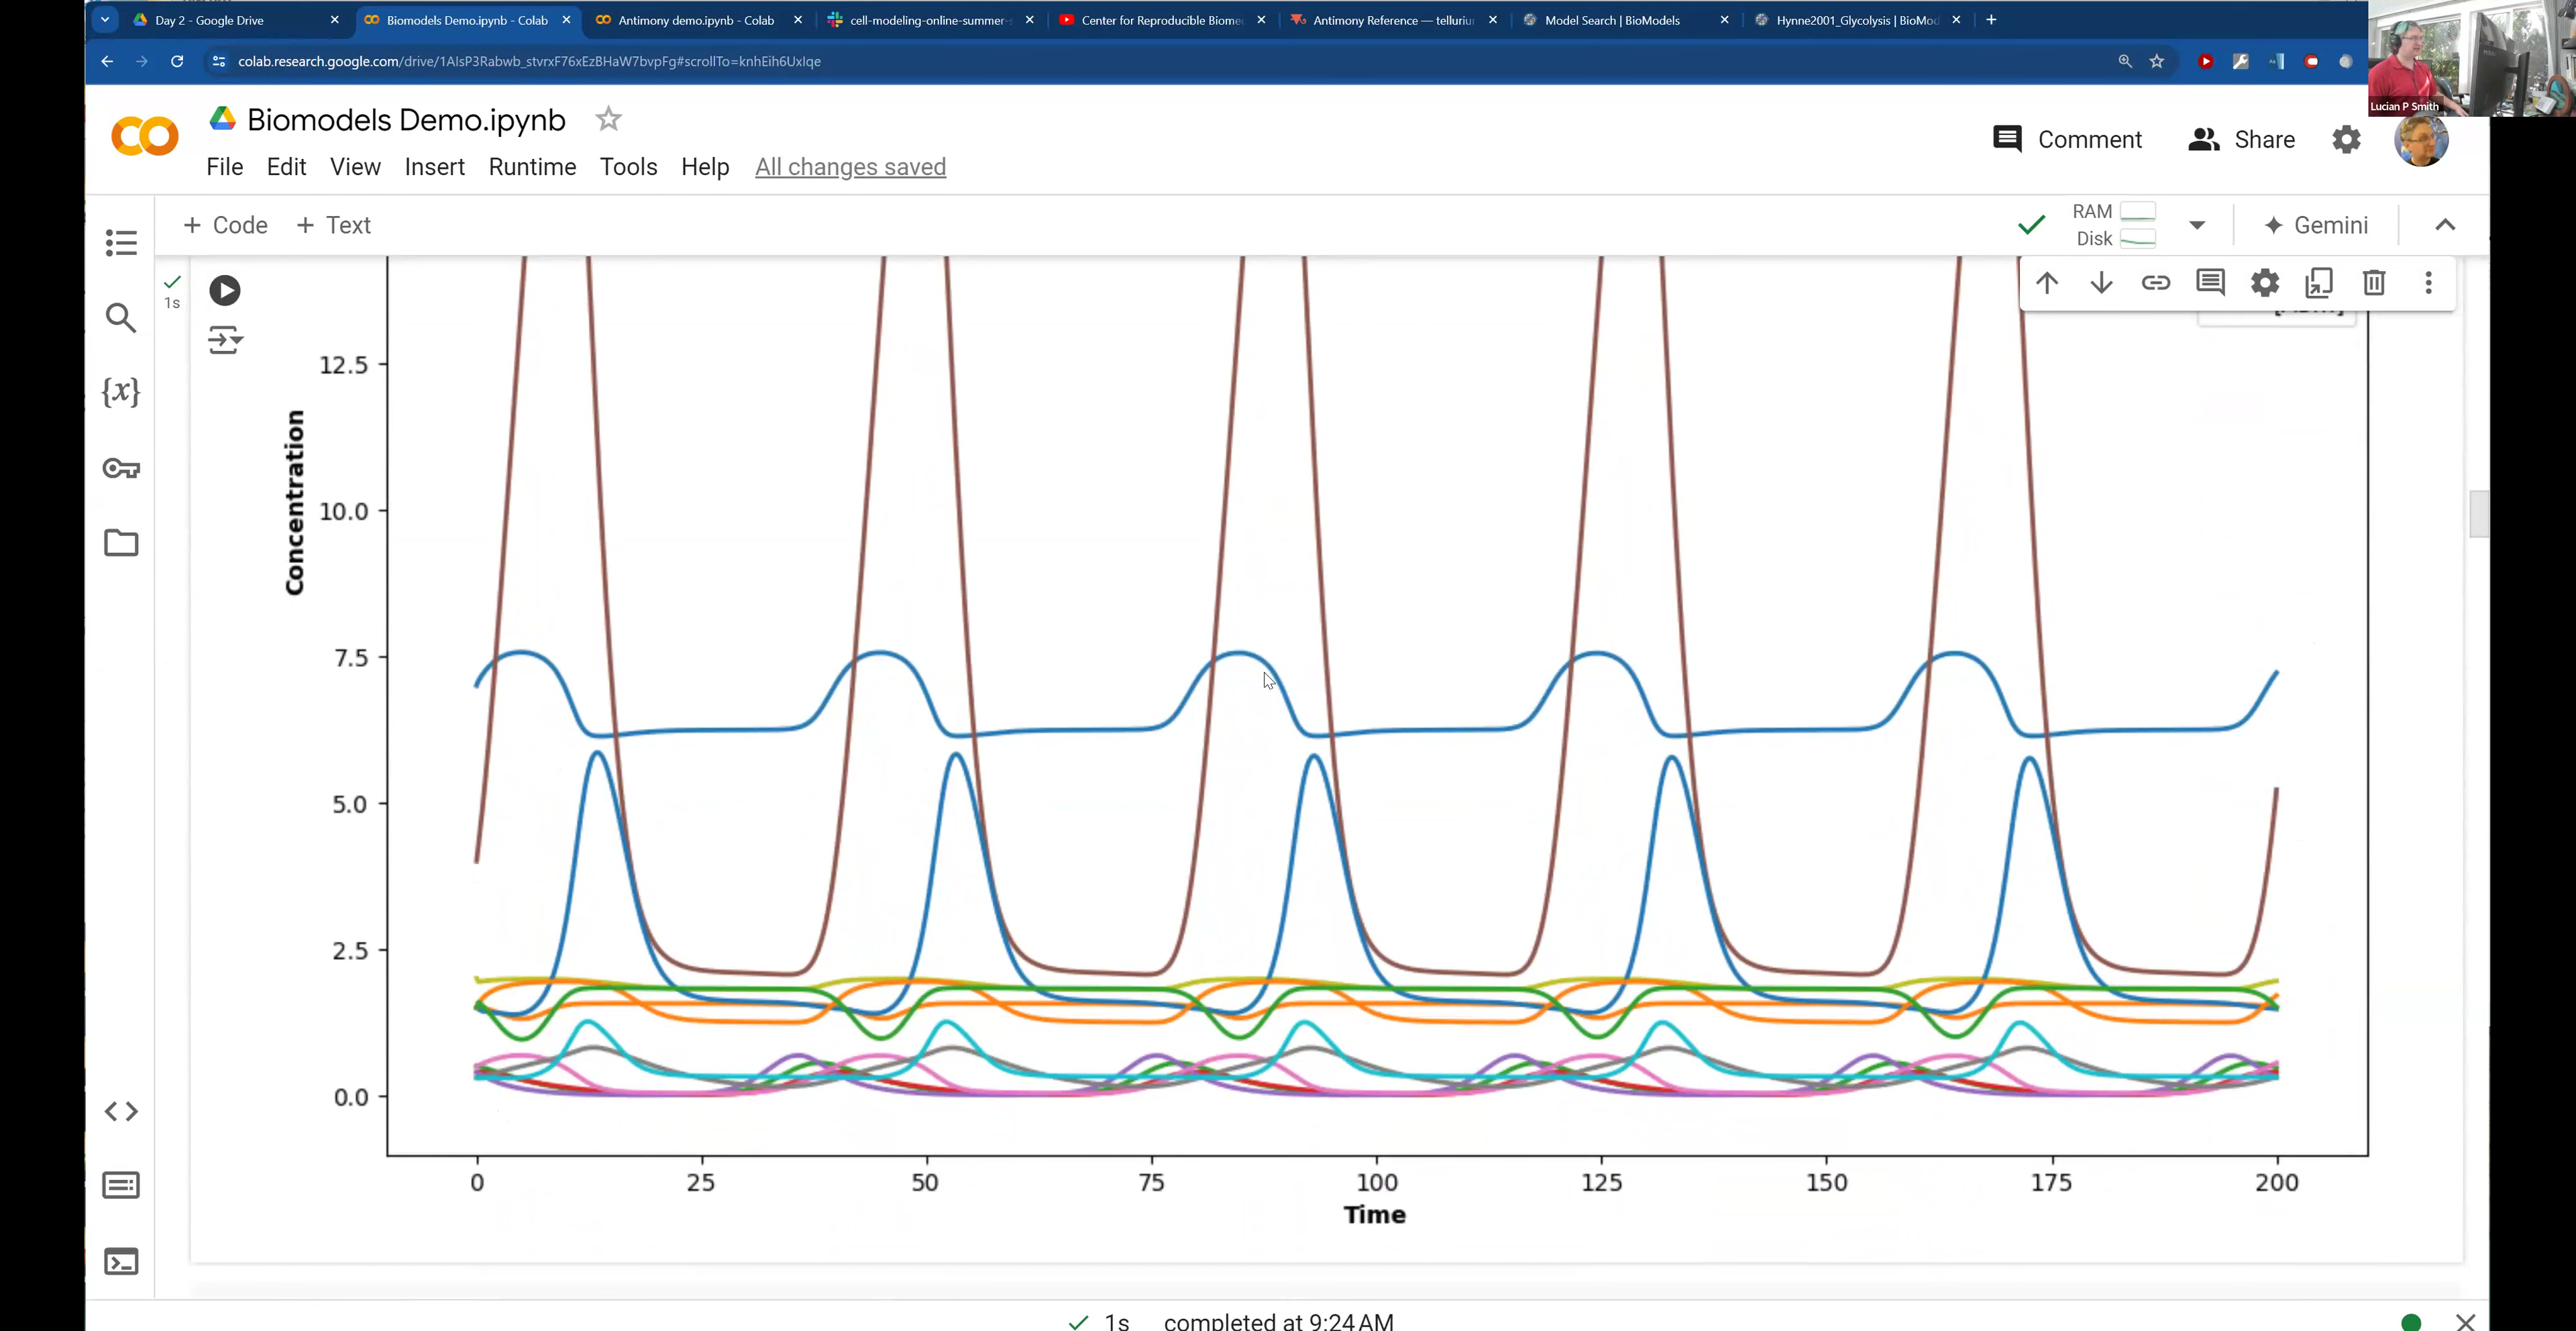 Day 2 - Google Drive
Biomodels Demo.ipynb - Colab
Antimony demo.ipynb - Colab
cell-modeling-online-summer-
Center for Reproducible Biome
Antimony Reference — telluriu
Model Search | BioModels
Hynne2001_Glycolysis | BioMod
colab.research.google.com/drive/1AIsP3Rabwb_stvrxF76xEzBHaW7bvpFg#scrollTo=knhEih6UxIqe
Lucian P Smith
Biomodels Demo.ipynb
File Edit View Insert Runtime Tools Help All changes saved
Comment
Share
+ Code + Text
RAM
Disk
Gemini
1s
{x}
Concentration
12.5
10.0
7.5
5.0
2.5
0.0
0 25 50 75 100 125 150 175 200
Time
1s completed at 9:24 AM